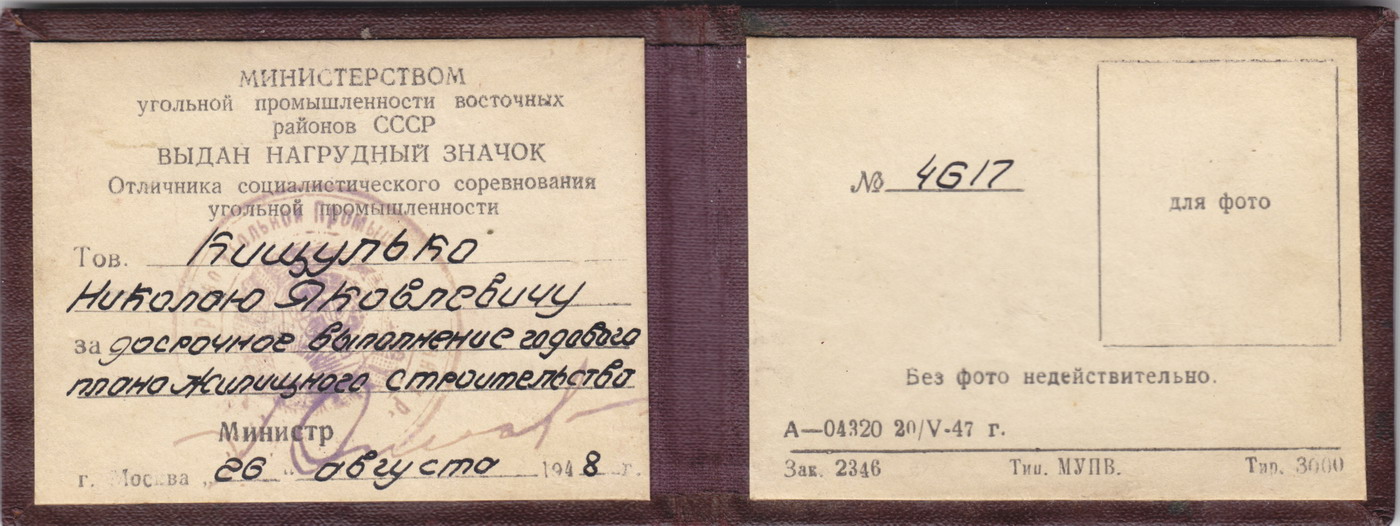 МИНИСТЕРСТВОМ
угольной промышленности восточных
районов СССР
ВЫДАН НАГРУДНЫЙ ЗНАЧОК
Отличника социалистического соревнования
угольной промышленности
Тов. Кищулько
Николаю Яковлевичу
за досрочное выполнение годового
плана жилищного строительства
Министр
г. Москва „26“ августа 1948 г.
№ 4617
для фото
Без фото недействительно.
А—04320 20/V-47 г.
Зак. 2346 Тип. МУПВ. Тир. 3000